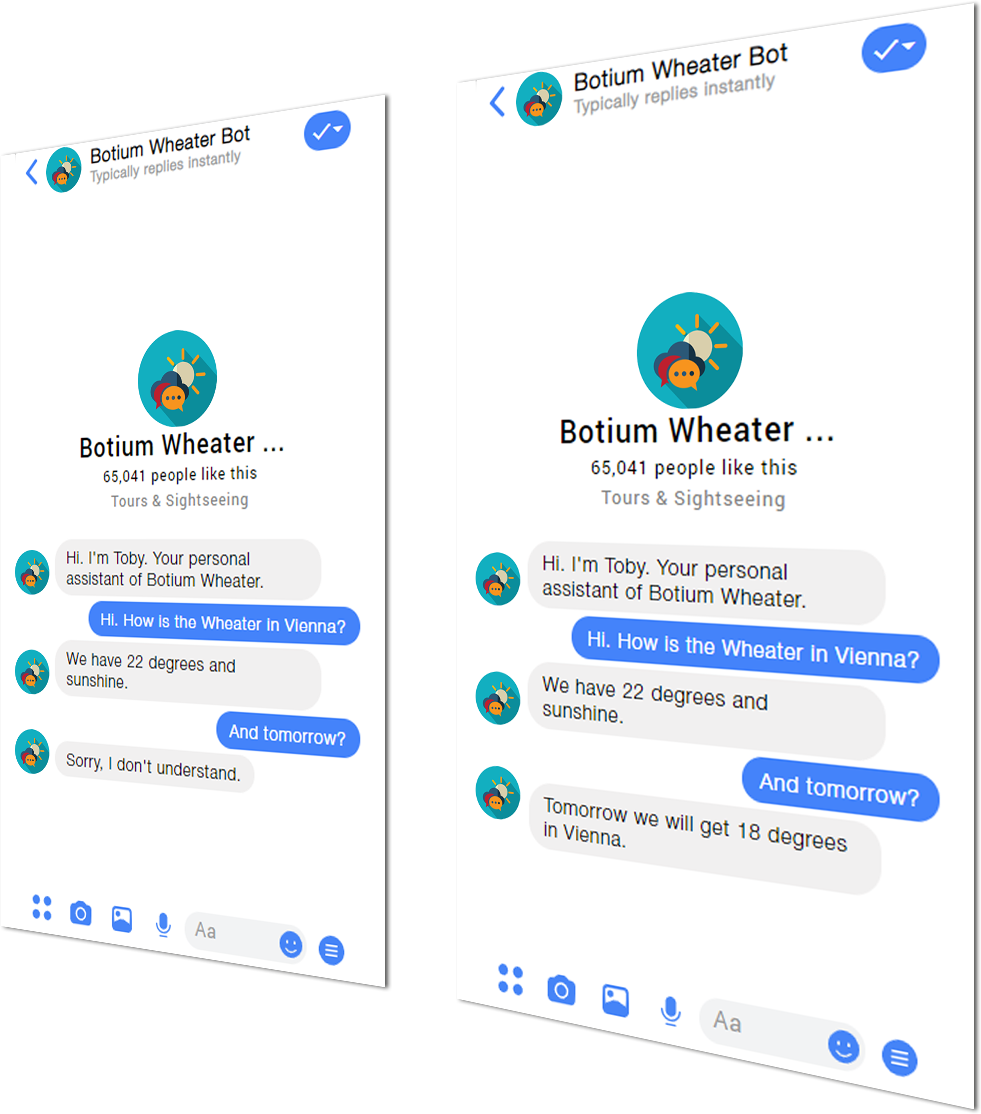 Botium Wheater Bot
Typically replies instantly
Botium Wheater ...
65,041 people like this
Tours & Sightseeing
Hi. I'm Toby. Your personal
assistant of Botium Wheater.
Hi. How is the Wheater in Vienna?
We have 22 degrees and
sunshine.
And tomorrow?
Sorry, I don't understand.
Aa
Botium Wheater Bot
Typically replies instantly
Botium Wheater ...
65,041 people like this
Tours & Sightseeing
Hi. I'm Toby. Your personal
assistant of Botium Wheater.
Hi. How is the Wheater in Vienna?
We have 22 degrees and
sunshine.
And tomorrow?
Tomorrow we will get 18 degrees
in Vienna.
Aa